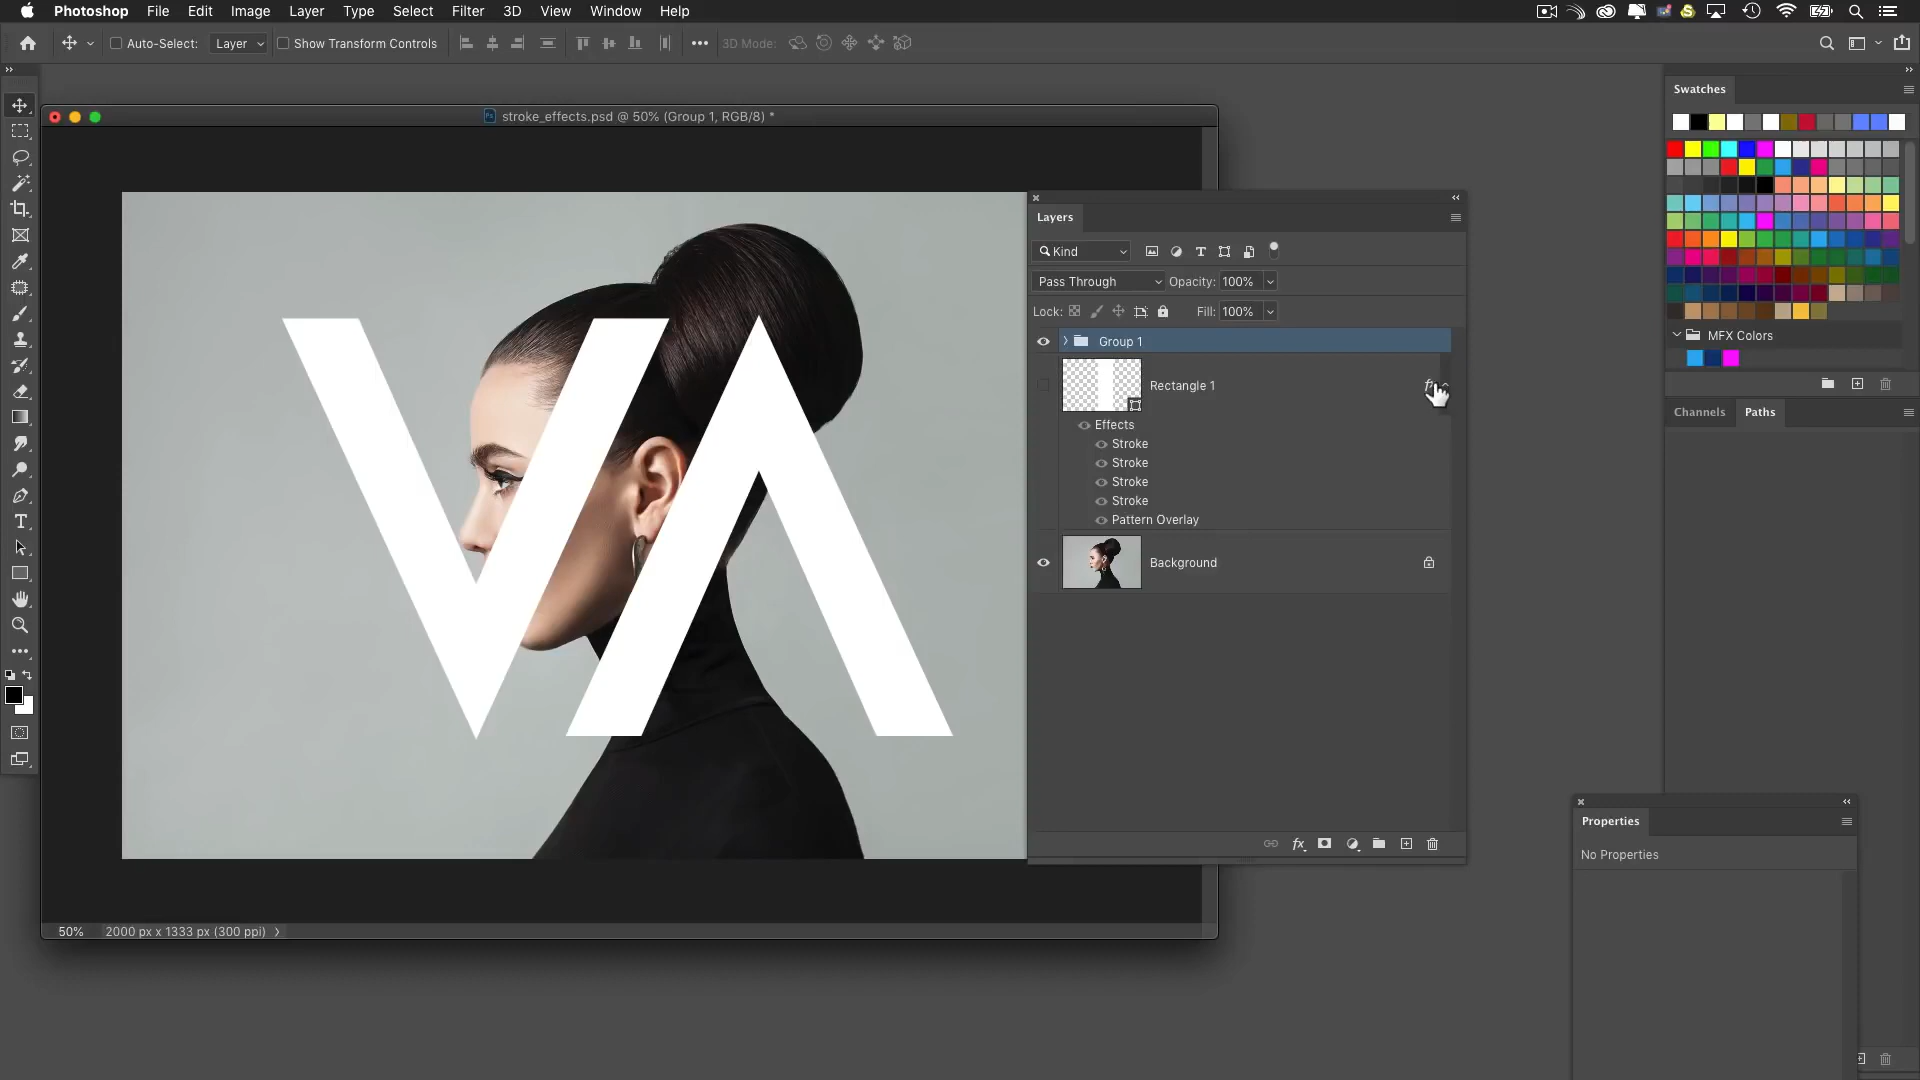 Photoshop File Edit Image Layer Type Select Filter 3D View Window Help
Auto-Select: Layer Show Transform Controls 3D Mode:
stroke_effects.psd @ 50% (Group 1, RGB/8) *
VA
50% 2000 px x 1333 px (300 ppi)
Layers
Kind
Pass Through Opacity: 100%
Lock: Fill: 100%
Group 1
Rectangle 1
Effects
Stroke
Stroke
Stroke
Stroke
Pattern Overlay
Background
fx
Swatches
MFX Colors
Channels Paths
Properties
No Properties